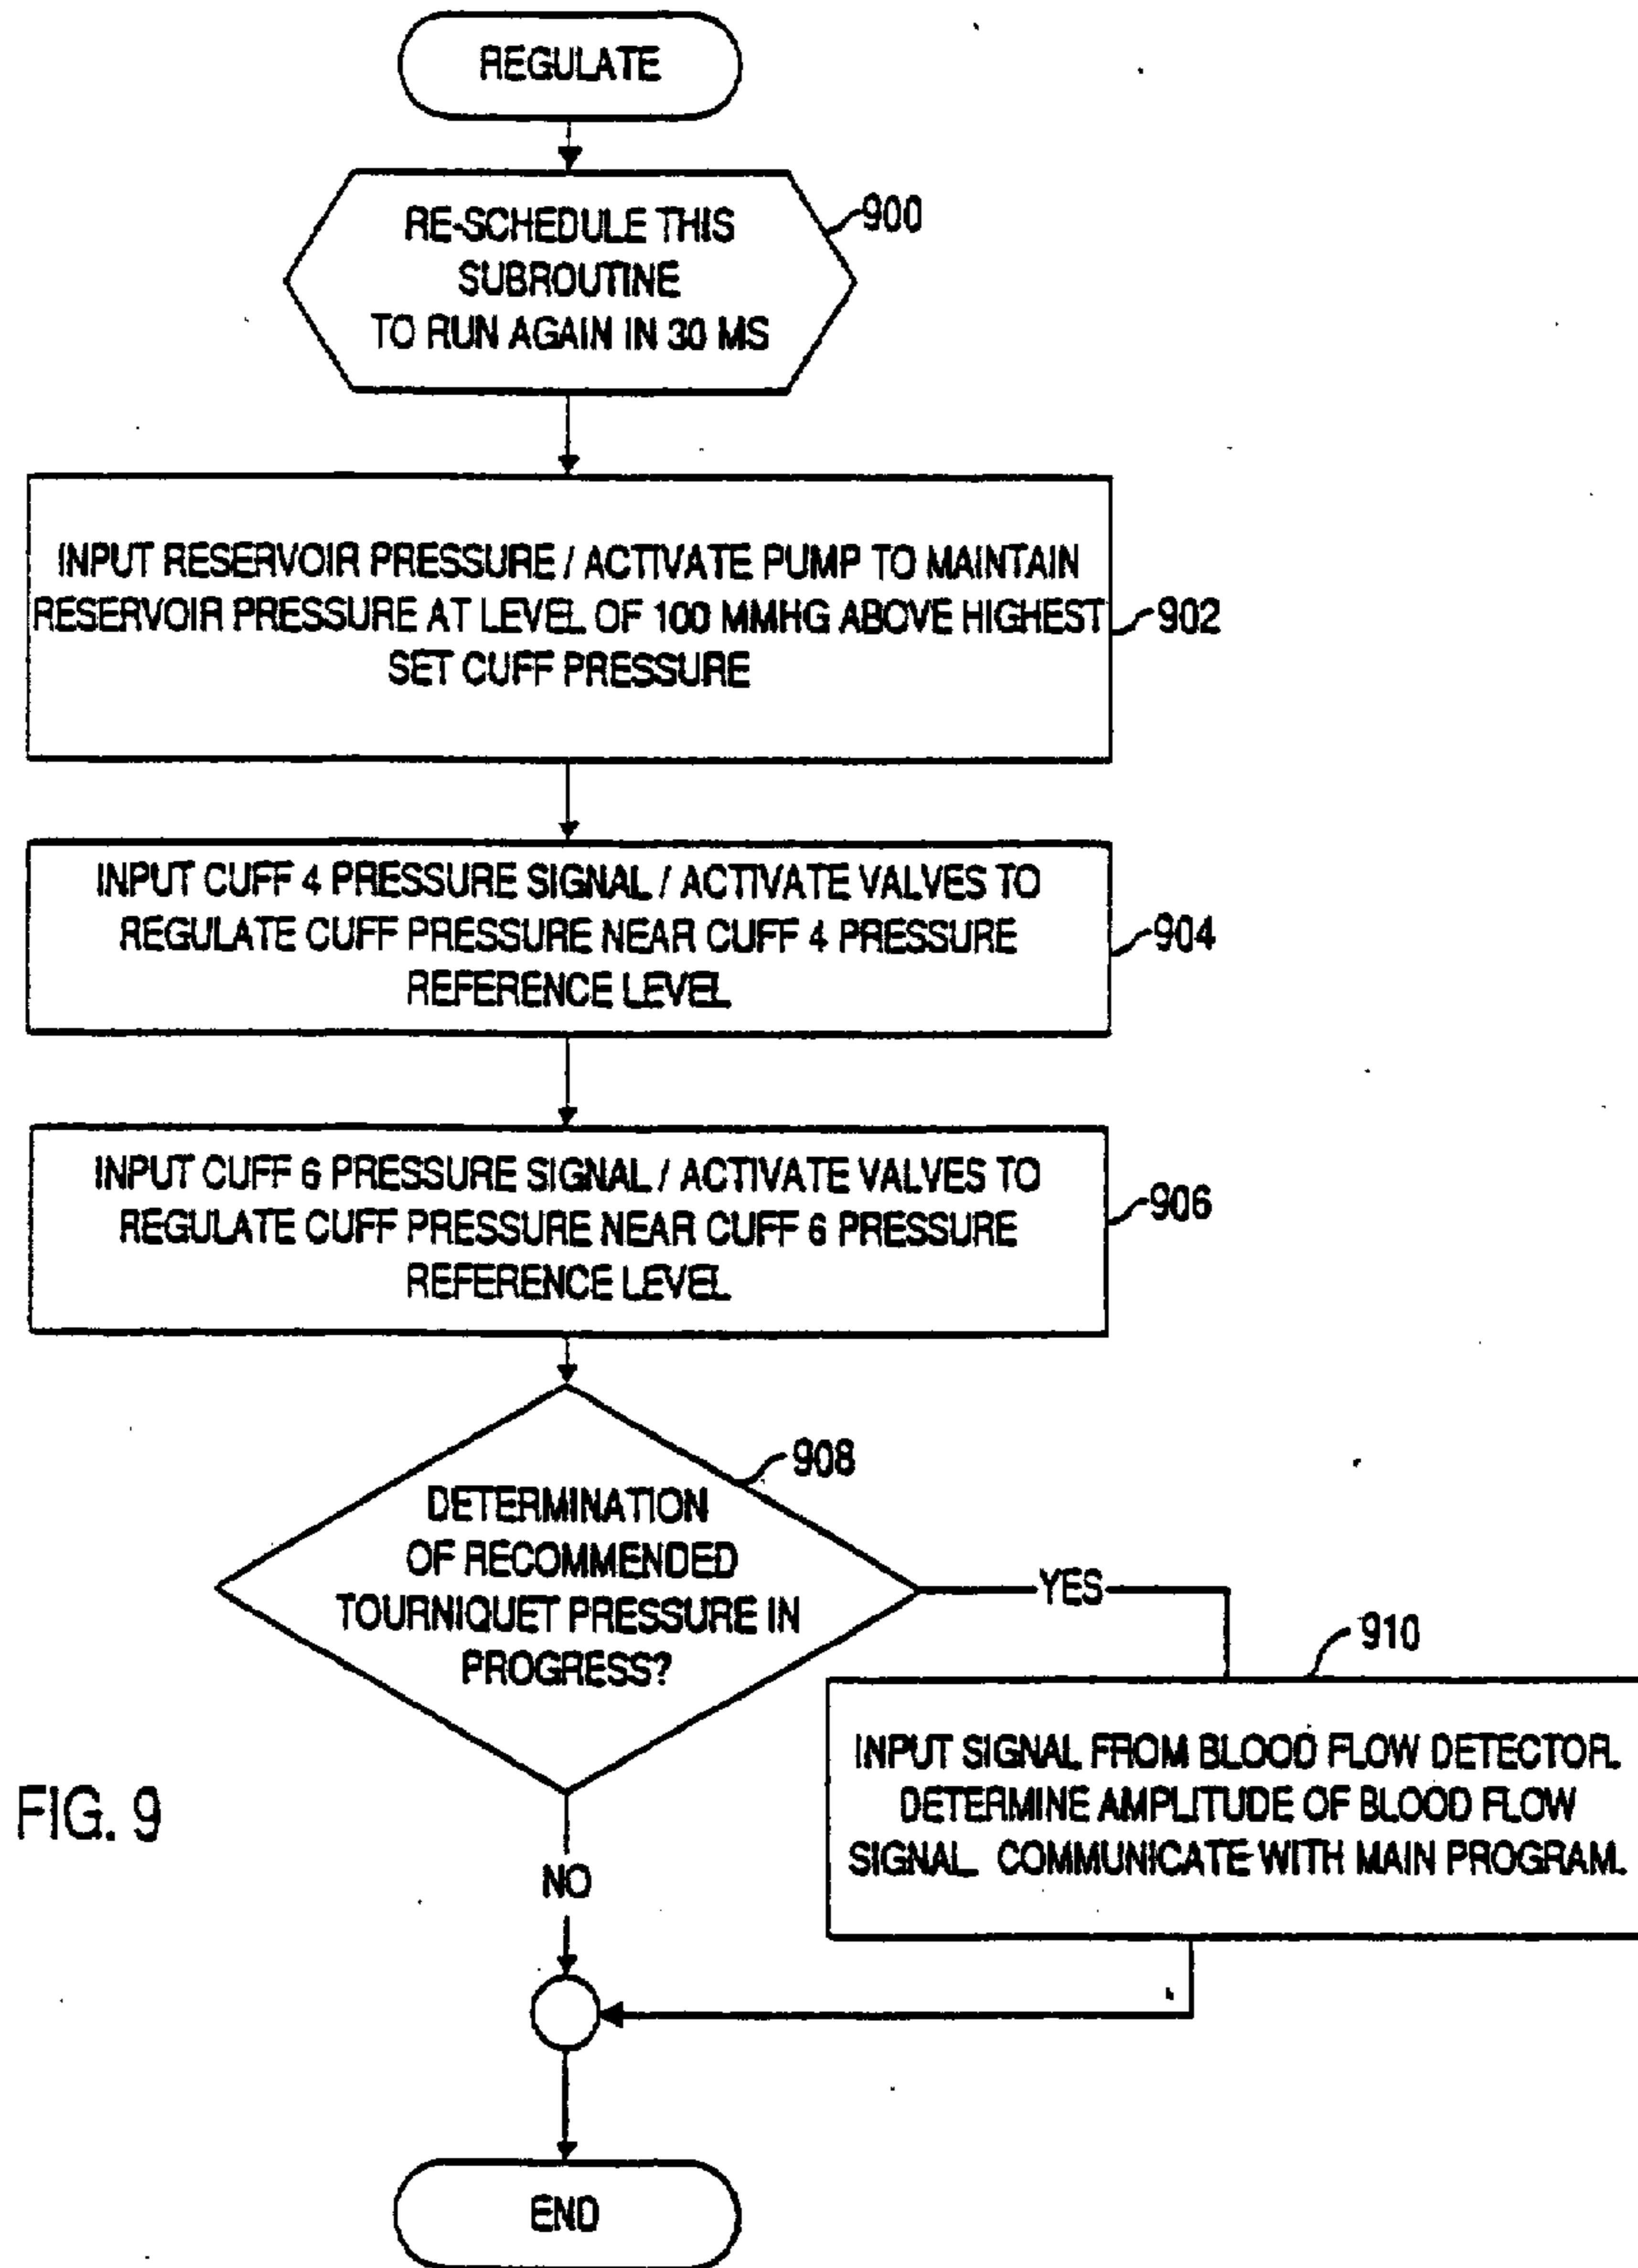 REGULATE
RE-SCHEDULE THIS
SUBROUTINE
TO RUN AGAIN IN 30 MS
900
INPUT RESERVOIR PRESSURE / ACTIVATE PUMP TO MAINTAIN
RESERVOIR PRESSURE AT LEVEL OF 100 MMHG ABOVE HIGHEST
SET CUFF PRESSURE
902
INPUT CUFF 4 PRESSURE SIGNAL / ACTIVATE VALVES TO
REGULATE CUFF PRESSURE NEAR CUFF 4 PRESSURE
REFERENCE LEVEL
904
INPUT CUFF 6 PRESSURE SIGNAL / ACTIVATE VALVES TO
REGULATE CUFF PRESSURE NEAR CUFF 6 PRESSURE
REFERENCE LEVEL
906
908
DETERMINATION
OF RECOMMENDED
TOURNIQUET PRESSURE IN
PROGRESS?
YES
910
INPUT SIGNAL FROM BLOOD FLOW DETECTOR.
DETERMINE AMPLITUDE OF BLOOD FLOW
SIGNAL. COMMUNICATE WITH MAIN PROGRAM.
FIG. 9
NO
END